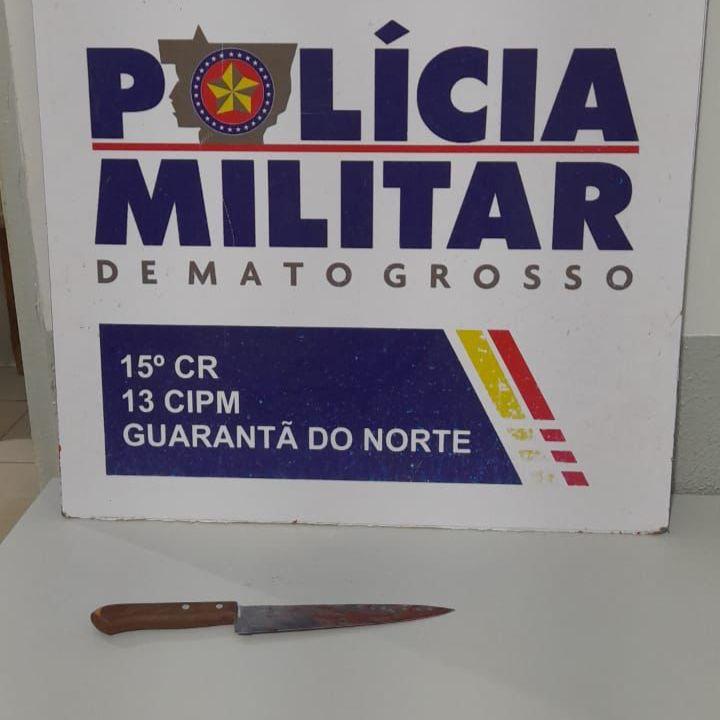 POLÍCIA
MILITAR
DE MATO GROSSO
15º CR
13 CIPM
GUARANTÃ DO NORTE